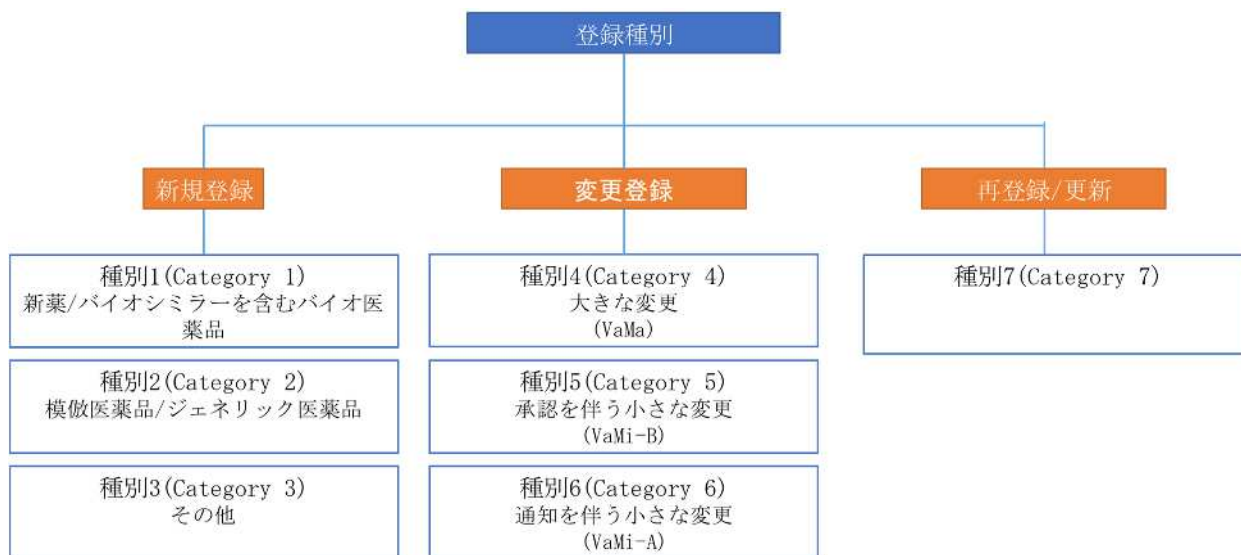 登録種別
新規登録
変更登録
再登録/更新
種別1(Category 1)
新薬/バイオシミラーを含むバイオ医
薬品
種別2(Category 2)
模倣医薬品/ジェネリック医薬品
種別3(Category 3)
その他
種別4(Category 4)
大きな変更
(VaMa)
種別5(Category 5)
承認を伴う小さな変更
(VaMi-B)
種別6(Category 6)
通知を伴う小さな変更
(VaMi-A)
種別7(Category 7)